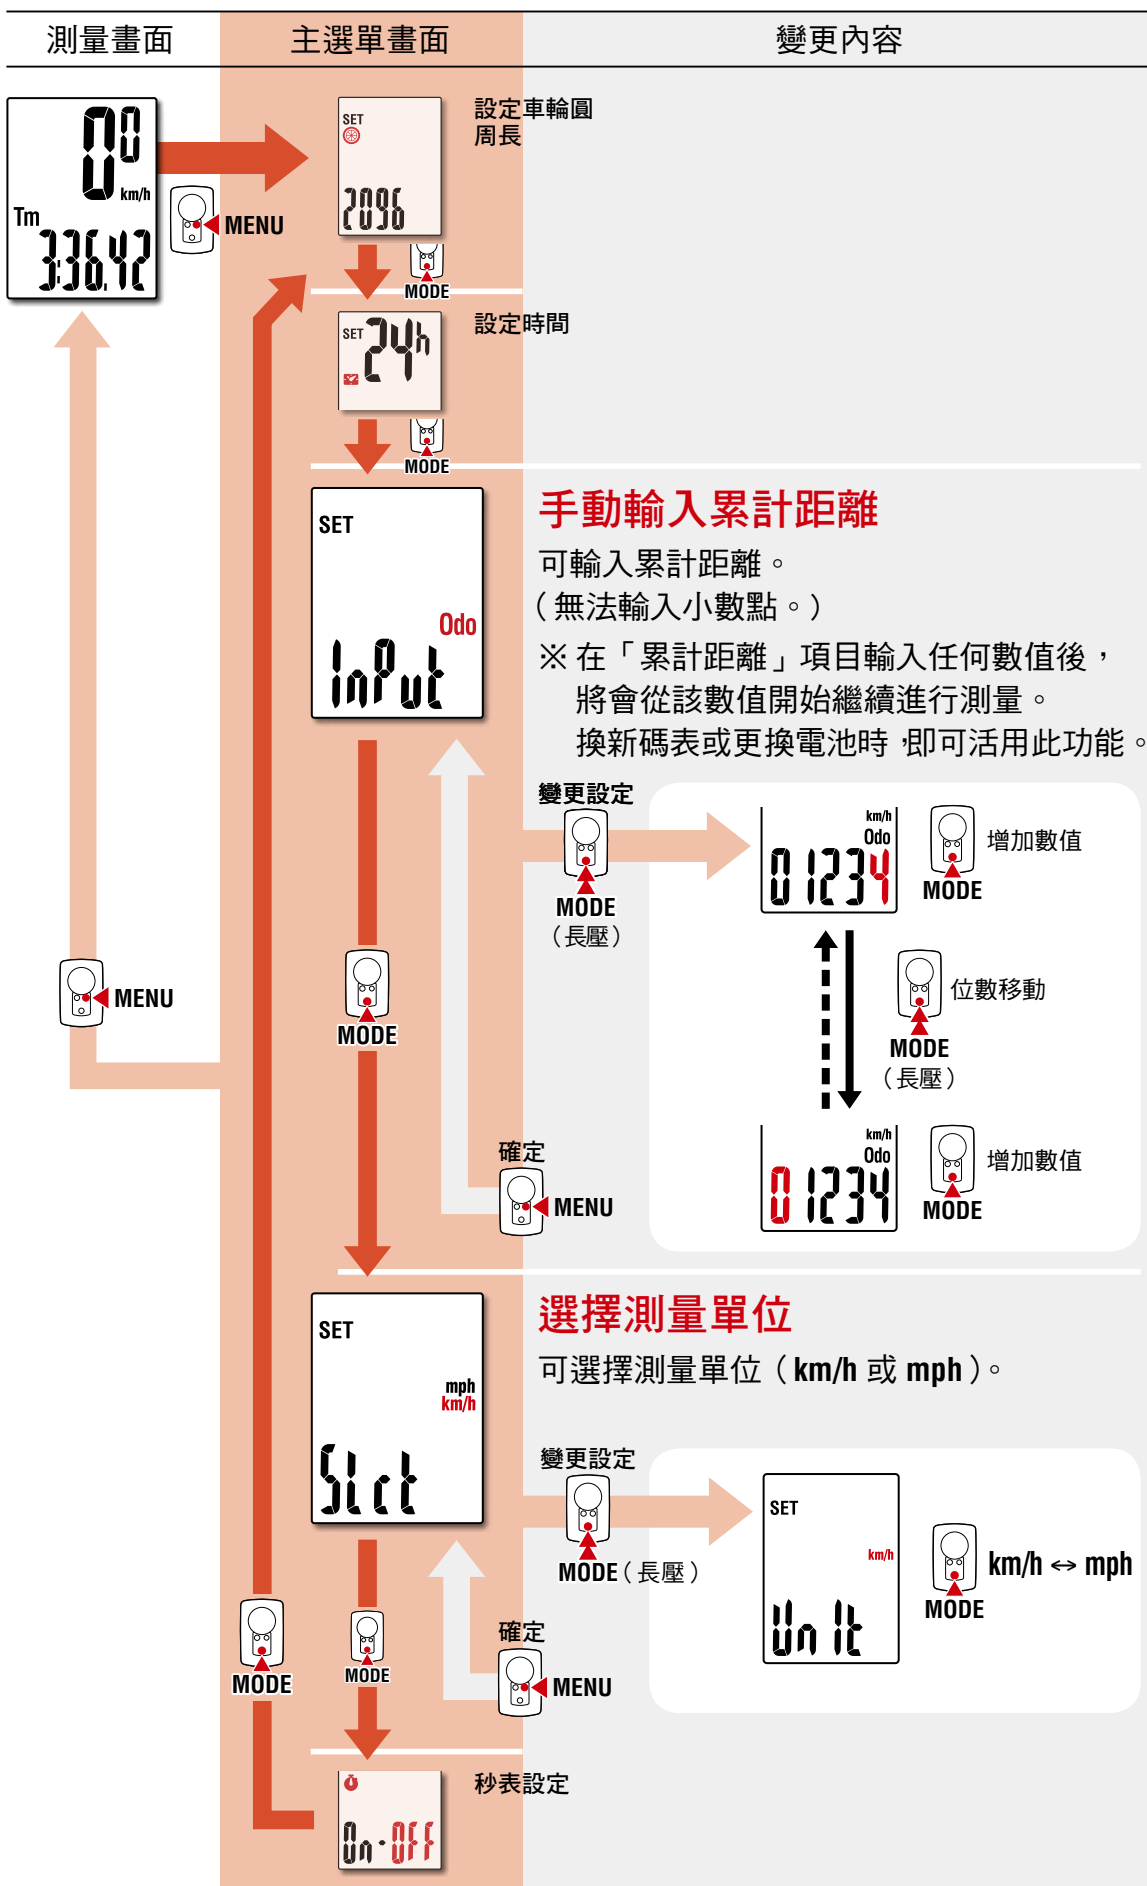 測量畫面
主選單畫面
變更內容
0⁰
km/h
Tm
3:36.42
MENU
SET
2096
設定車輪圓
周長
MODE
SET
24h
設定時間
MODE
SET
Odo
InPut
手動輸入累計距離
可輸入累計距離。
（無法輸入小數點。）
※ 在「累計距離」項目輸入任何數值後，
將會從該數值開始繼續進行測量。
換新碼表或更換電池時，即可活用此功能。
變更設定
MODE
（長壓）
km/h
Odo
01234
增加數值
MODE
位數移動
MODE
（長壓）
km/h
Odo
01234
增加數值
MODE
MENU
MODE
確定
MENU
SET
mph
km/h
Slct
選擇測量單位
可選擇測量單位（km/h 或 mph）。
變更設定
MODE（長壓）
SET
km/h
UnIt
km/h ↔ mph
MODE
MODE
MODE
確定
MENU
On-OFF
秒表設定